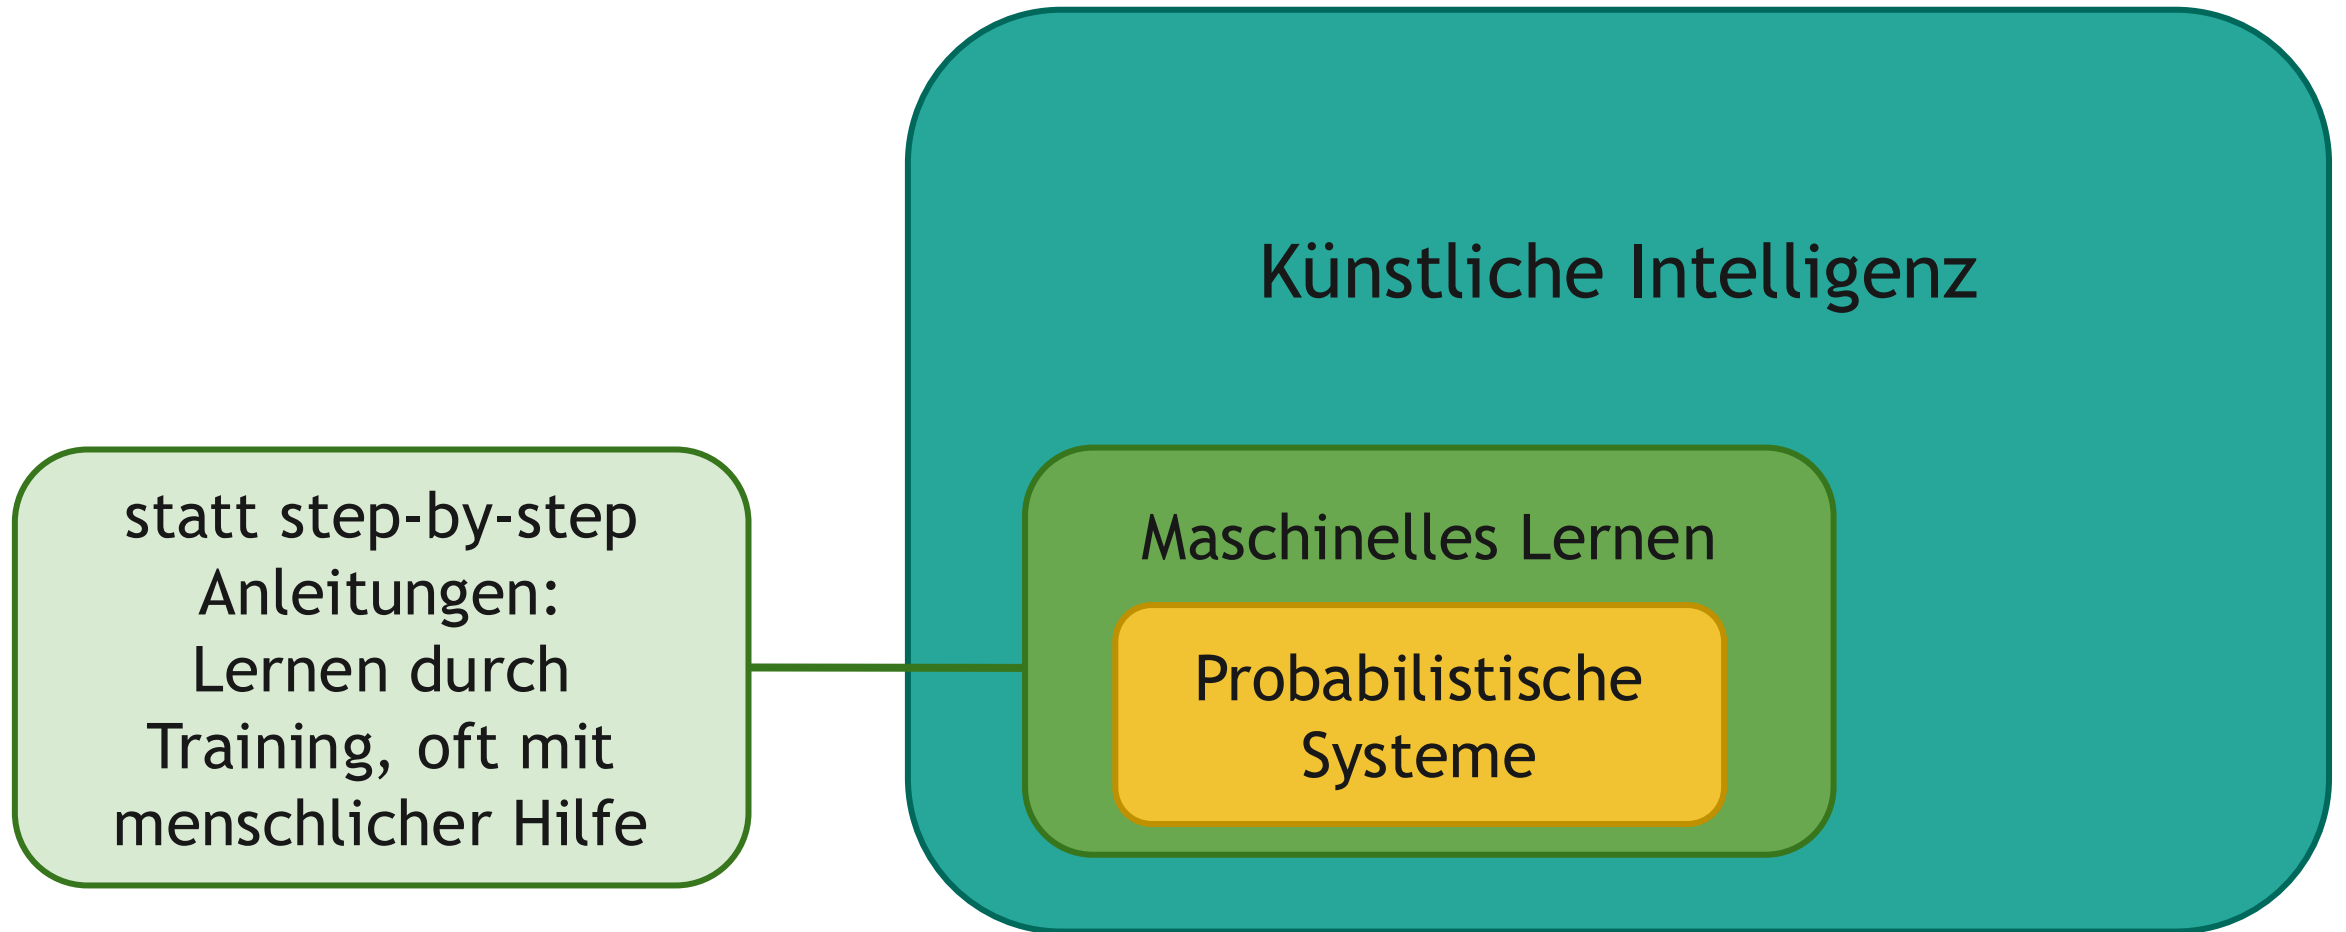 Künstliche Intelligenz
statt step-by-step
Anleitungen:
Lernen durch
Training, oft mit
menschlicher Hilfe
Maschinelles Lernen
Probabilistische
Systeme